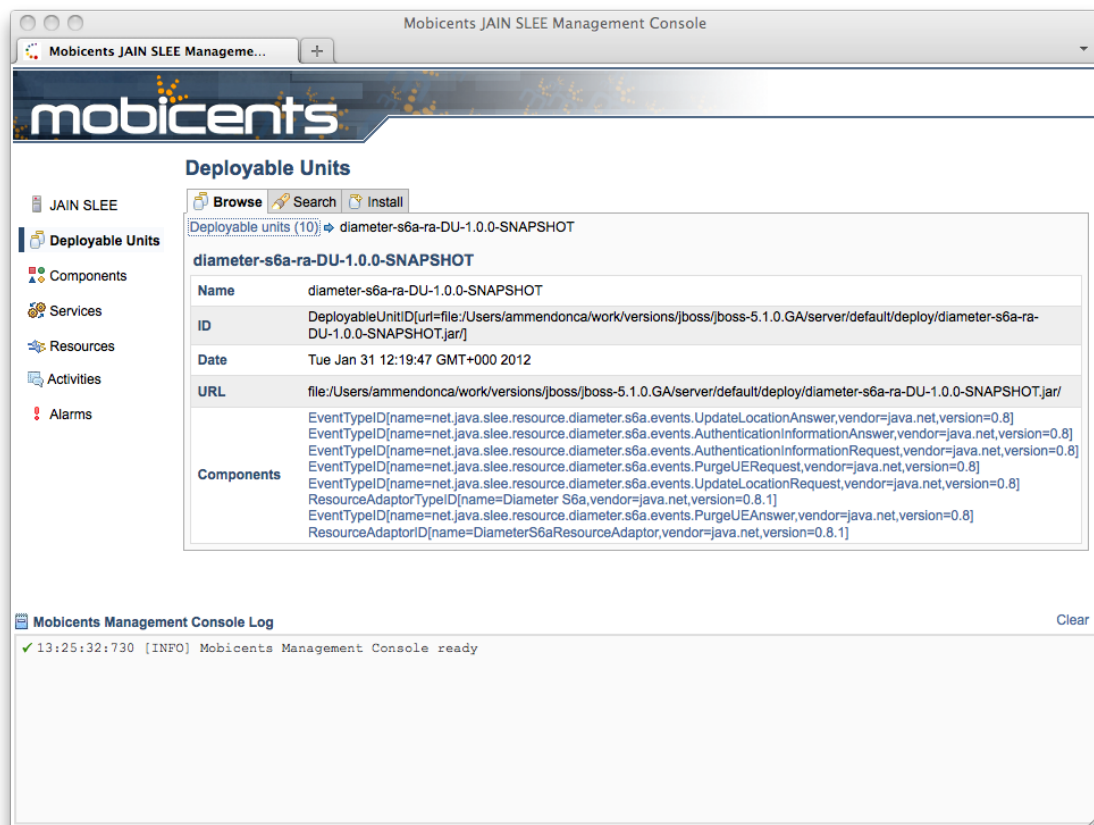 Mobicents JAIN SLEE Management Console
Mobicents JAIN SLEE Manageme...
mobicents
Deployable Units
JAIN SLEE
Deployable Units
Components
Services
Resources
Activities
Alarms
Browse Search Install
Deployable units (10) diameter-s6a-ra-DU-1.0.0-SNAPSHOT
diameter-s6a-ra-DU-1.0.0-SNAPSHOT
Name diameter-s6a-ra-DU-1.0.0-SNAPSHOT
ID DeployableUnitID[url=file:/Users/ammendonca/work/versions/jboss/jboss-5.1.0.GA/server/default/deploy/diameter-s6a-ra-
DU-1.0.0-SNAPSHOT.jar/]
Date Tue Jan 31 12:19:47 GMT+000 2012
URL file:/Users/ammendonca/work/versions/jboss/jboss-5.1.0.GA/server/default/deploy/diameter-s6a-ra-DU-1.0.0-SNAPSHOT.jar/
Components
EventTypeID[name=net.java.slee.resource.diameter.s6a.events.UpdateLocationAnswer,vendor=java.net,version=0.8]
EventTypeID[name=net.java.slee.resource.diameter.s6a.events.AuthenticationInformationAnswer,vendor=java.net,version=0.8]
EventTypeID[name=net.java.slee.resource.diameter.s6a.events.AuthenticationInformationRequest,vendor=java.net,version=0.8]
EventTypeID[name=net.java.slee.resource.diameter.s6a.events.PurgeUERequest,vendor=java.net,version=0.8]
EventTypeID[name=net.java.slee.resource.diameter.s6a.events.UpdateLocationRequest,vendor=java.net,version=0.8]
ResourceAdaptorTypeID[name=Diameter S6a,vendor=java.net,version=0.8.1]
EventTypeID[name=net.java.slee.resource.diameter.s6a.events.PurgeUEAnswer,vendor=java.net,version=0.8]
ResourceAdaptorID[name=DiameterS6aResourceAdaptor,vendor=java.net,version=0.8.1]
Mobicents Management Console Log Clear
13:25:32:730 [INFO] Mobicents Management Console ready